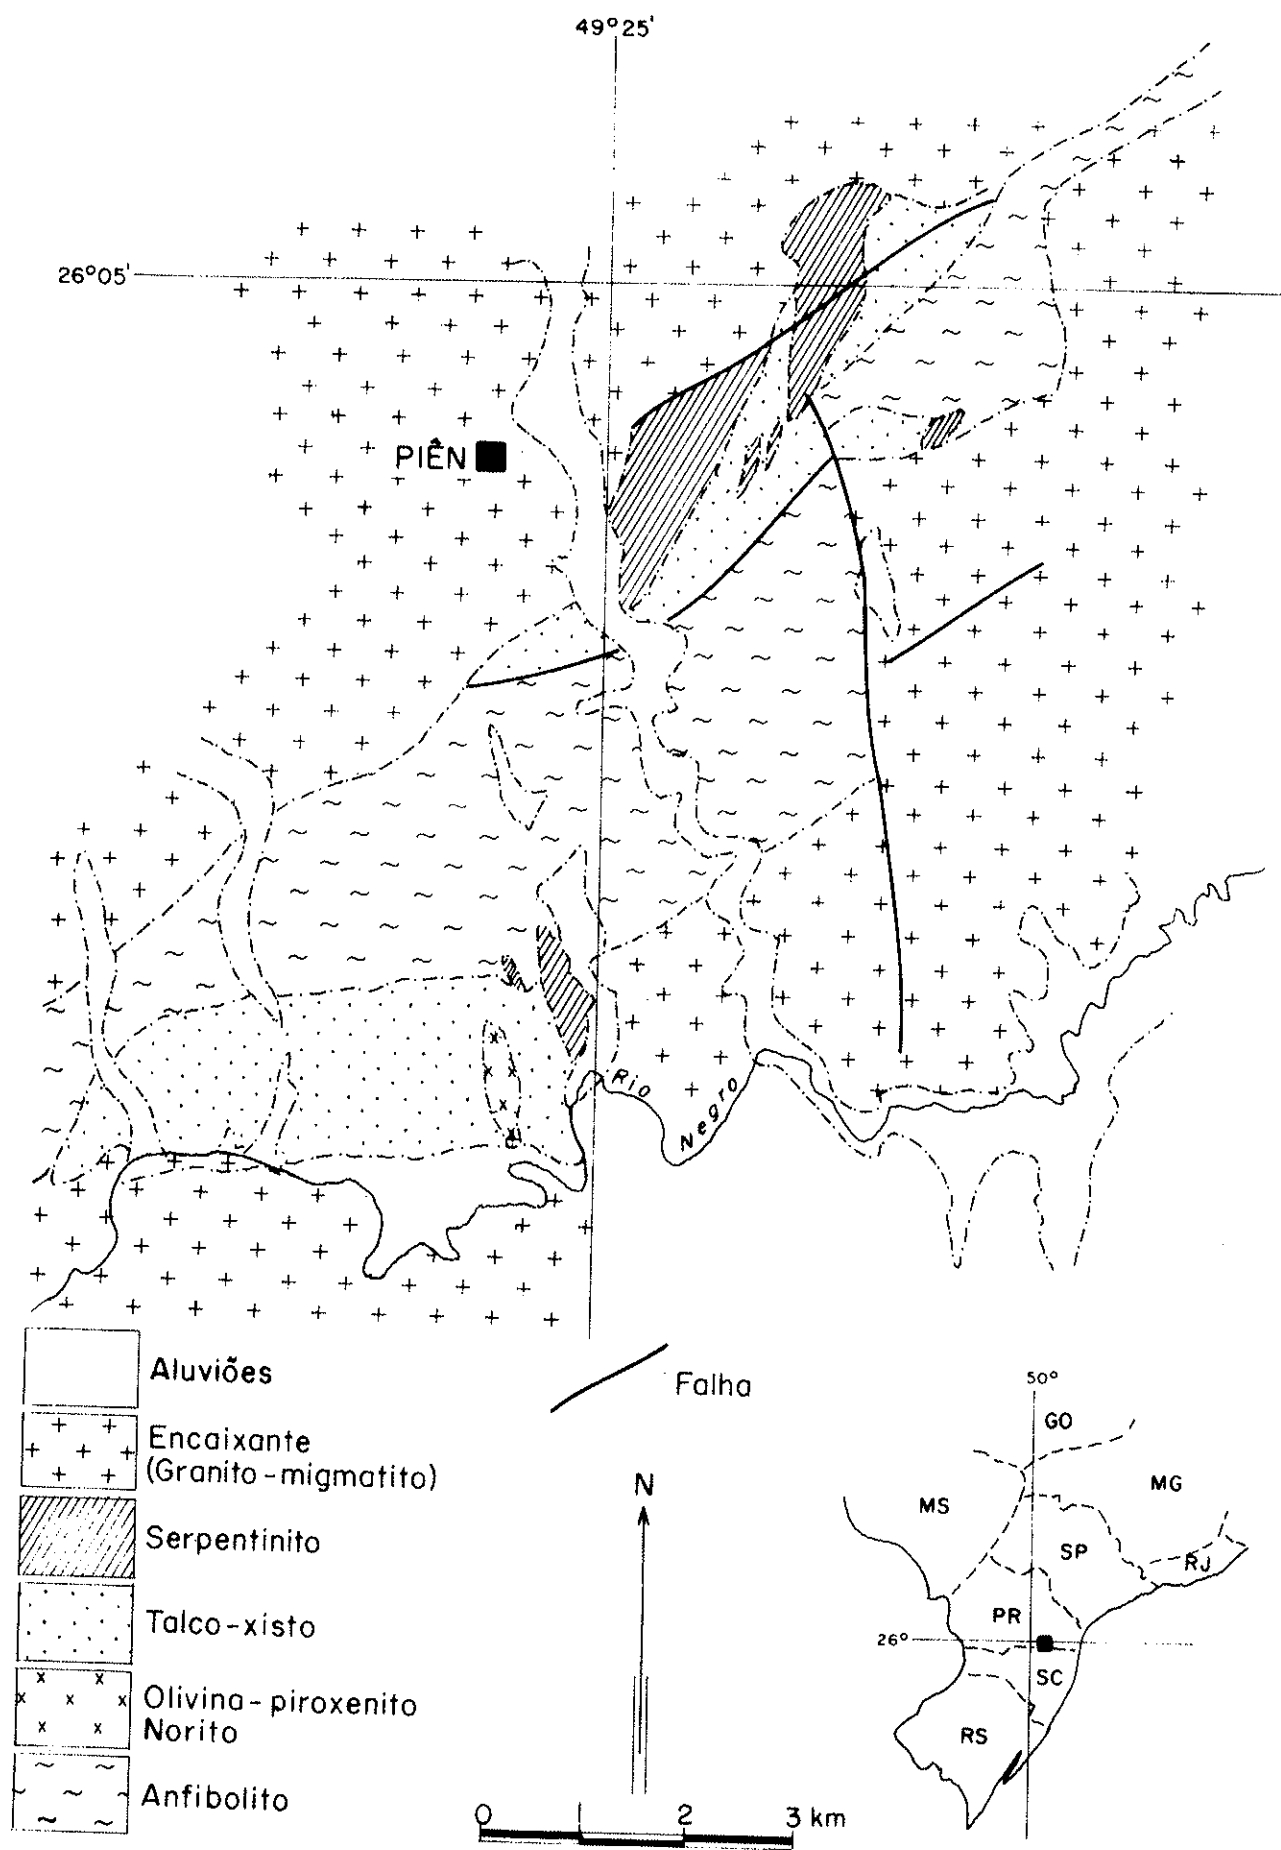 49°25'
26°05'
PIÊN
Rio
Negro
Aluviões
Encaixante
(Granito-migmatito)
Serpentinito
Talco-xisto
Olivina-piroxenito
Norito
Anfibolito
Falha
N
0 1 2 3 km
50°
GO
MS
MG
SP
RJ
PR
26°
SC
RS